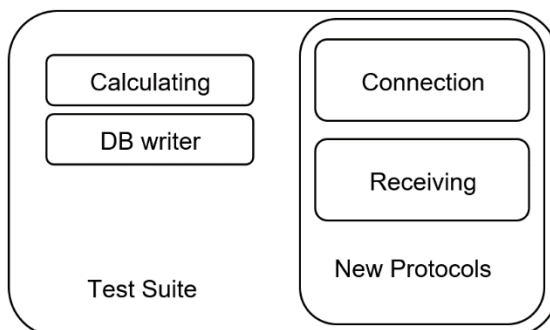 Calculating
DB writer
Test Suite
Connection
Receiving
New Protocols